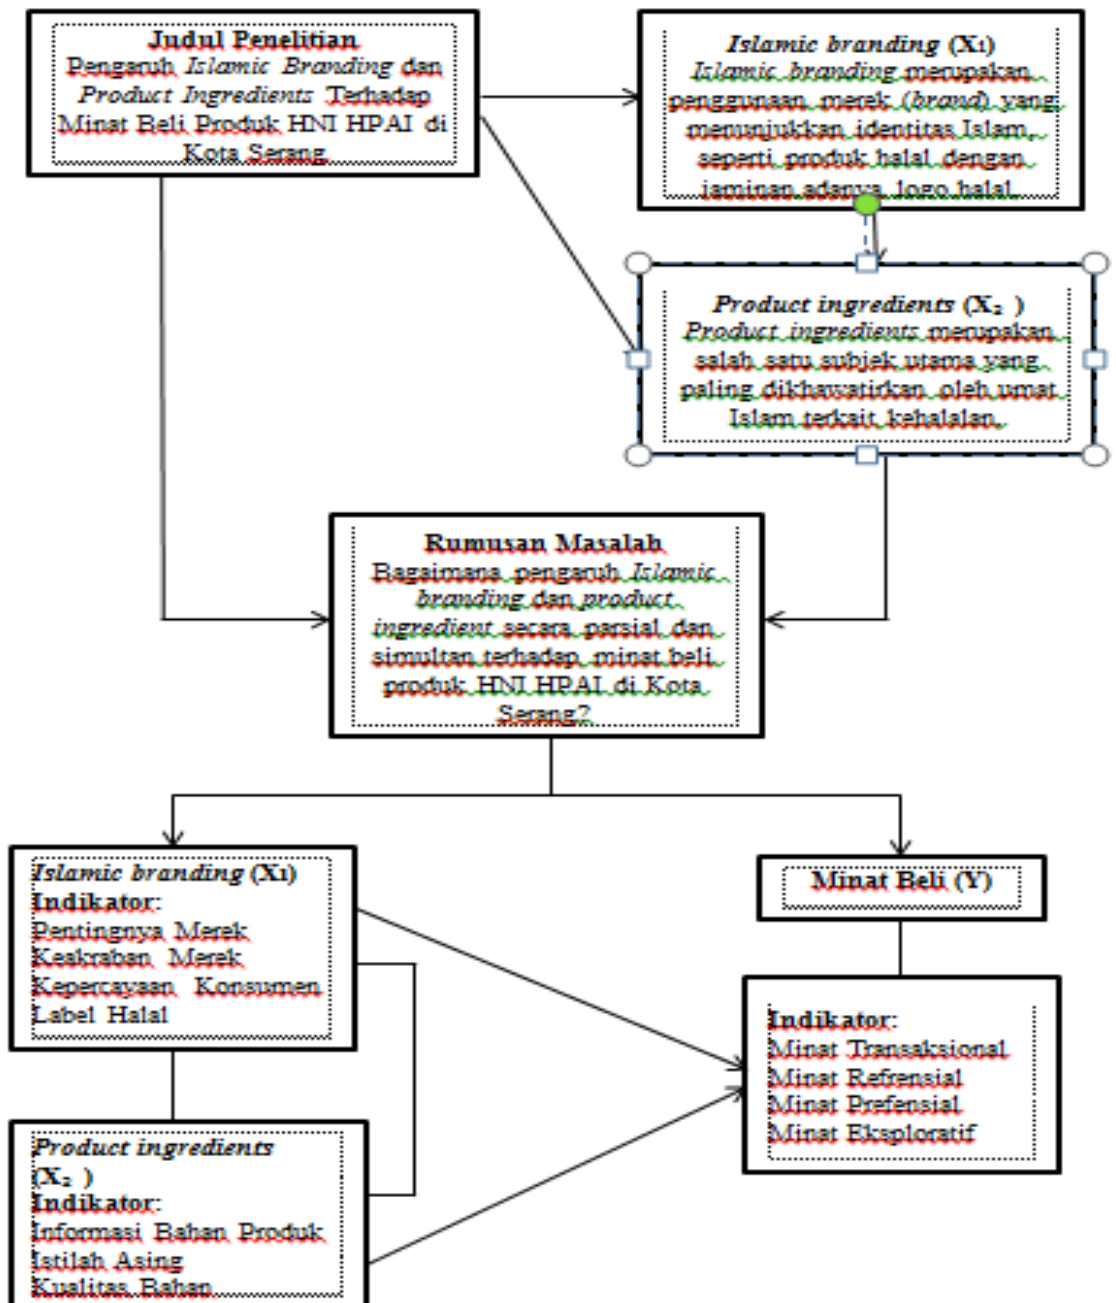 Judul Penelitian
Pengaruh Islamic Branding dan
Product Ingredients Terhadap
Minat Beli Produk HNI HPAI di
Kota Serang
Islamic branding (X₁)
Islamic branding merupakan
penggunaan merek (brand) yang
menunjukkan identitas Islam,
seperti produk halal dengan
jaminan adanya logo halal.
Product ingredients (X₂ )
Product ingredients merupakan
salah satu subjek utama yang
paling dikhawatirkan oleh umat
Islam terkait kehalalan.
Rumusan Masalah
Bagaimana pengaruh Islamic
branding dan product
ingredient secara parsial dan
simultan terhadap minat beli
produk HNI HPAI di Kota
Serang?
Islamic branding (X₁)
Indikator:
Pentingnya Merek
Keakraban Merek
Kepercayaan Konsumen
Label Halal
Minat Beli (Y)
Indikator:
Minat Transaksional
Minat Refrensial
Minat Prefensial
Minat Eksploratif
Product ingredients
(X₂ )
Indikator:
Informasi Bahan Produk
Istilah Asing
Kualitas Bahan